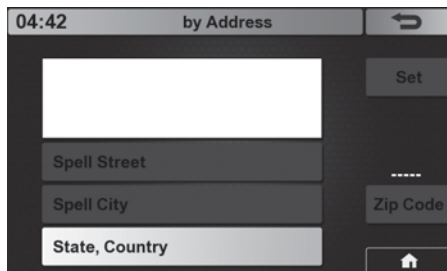 04:42 by Address
Set
Spell Street
-----
Spell City
Zip Code
State, Country